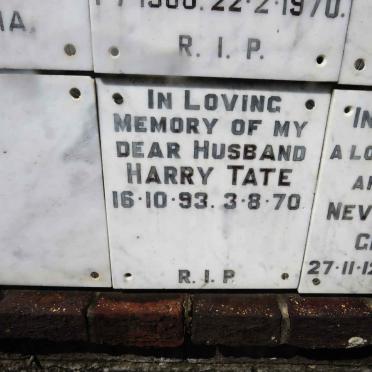 22·2·1970.
R. I. P.
IN LOVING
MEMORY OF MY
DEAR HUSBAND
HARRY TATE
16·10·93. 3·8·70
R. I. P.
IN
A LO
NEV
27·11·12